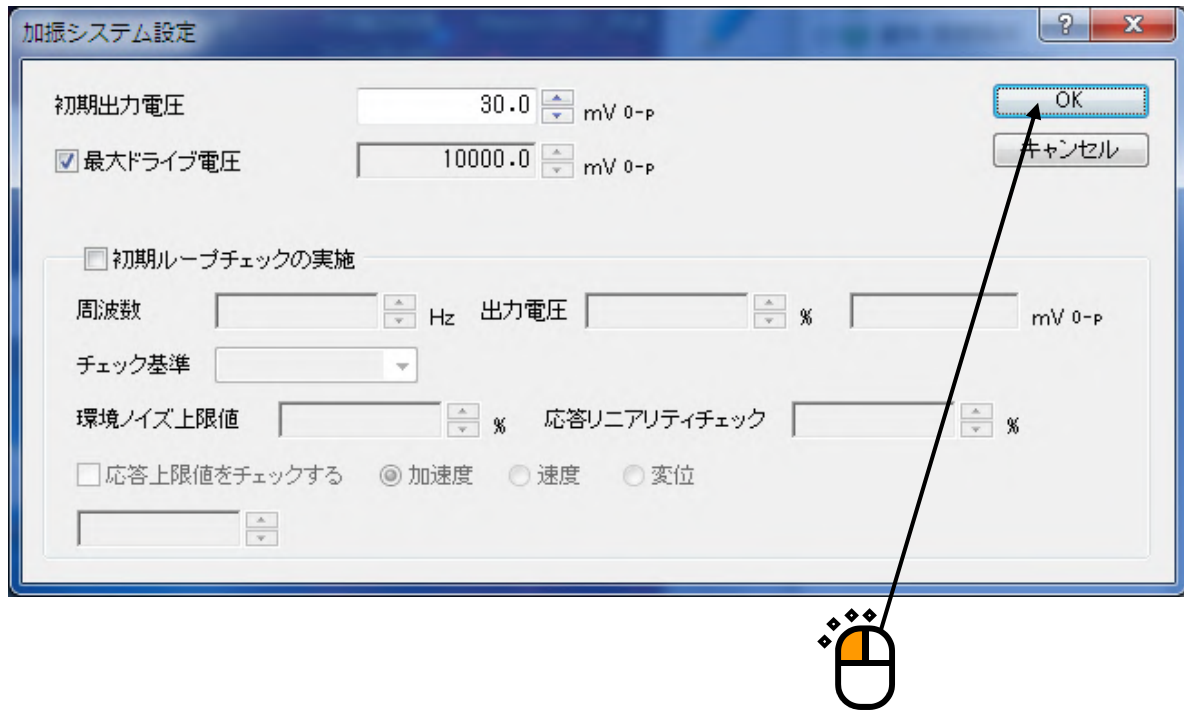 加振システム設定
初期出力電圧 30.0 mV 0-P OK
最大ドライブ電圧 10000.0 mV 0-P キャンセル
初期ループチェックの実施
周波数 Hz 出力電圧 % mV 0-P
チェック基準
環境ノイズ上限値 % 応答リニアリティチェック %
応答上限値をチェックする 加速度 速度 変位